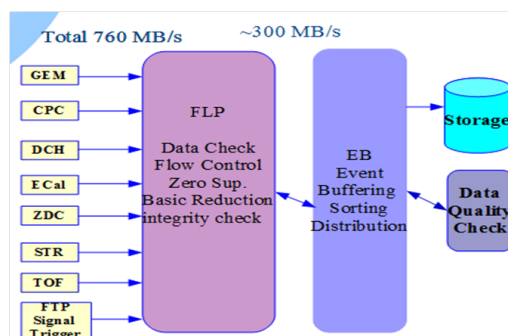 Total 760 MB/s
~300 MB/s
GEM
CPC
DCH
ECal
ZDC
STR
TOF
FTP
Signal
Trigger
FLP
Data Check
Flow Control
Zero Sup.
Basic Reduction
integrity check
EB
Event
Buffering
Sorting
Distribution
Storage
Data
Quality
Check